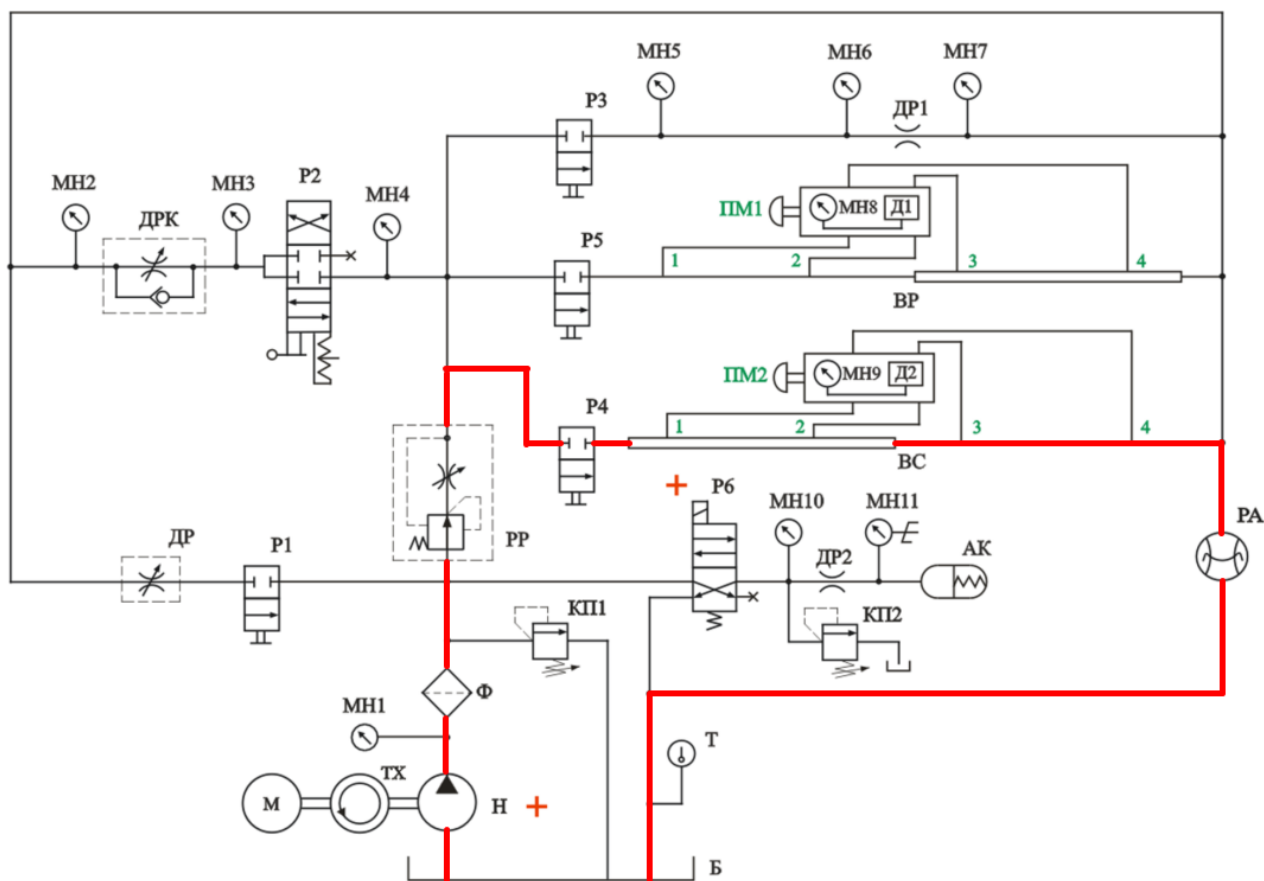 МН5
МН6
МН7
Р3
ДР1
Р2
МН2
МН3
МН4
ДРК
ПМ1
МН8
Д1
Р5
1
2
3
4
ВР
ПМ2
МН9
Д2
Р4
1
2
3
4
ВС
+
Р6
МН10
МН11
РА
ДР
Р1
РР
ДР2
АК
КП1
КП2
Ф
МН1
Т
ТХ
М
Н
+
Б